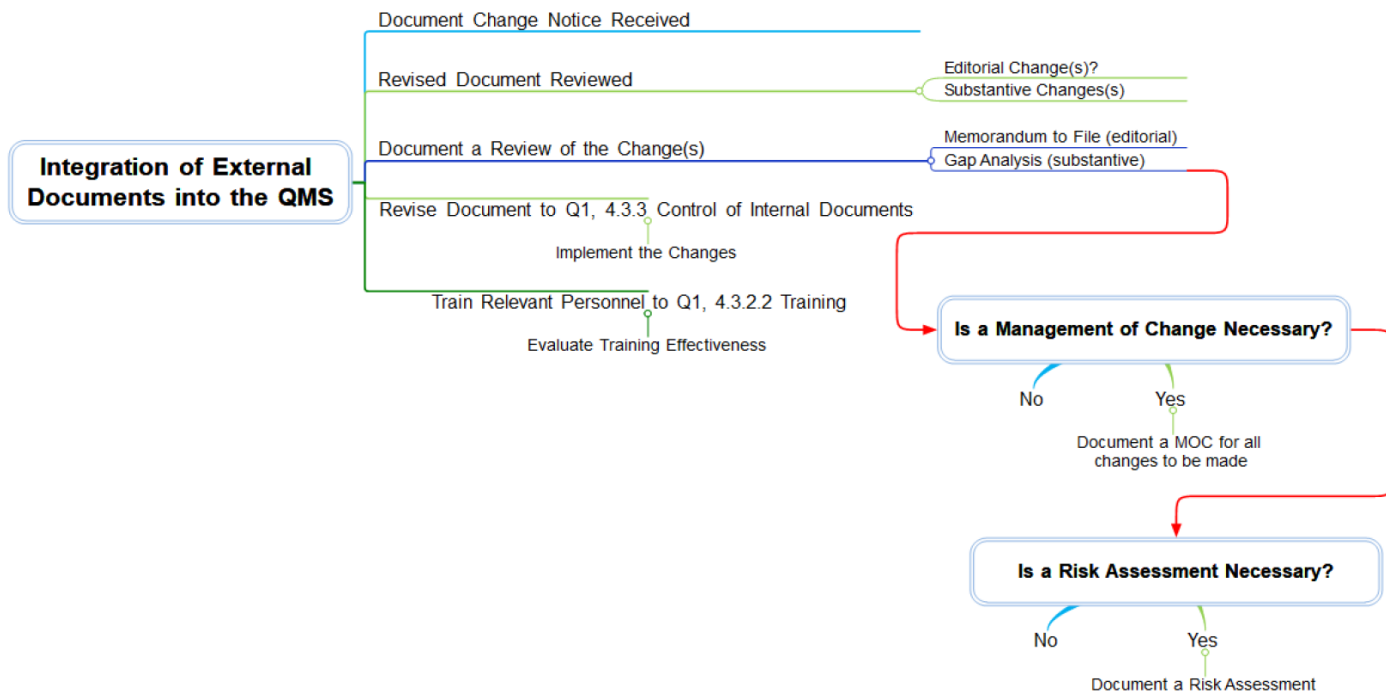 Document Change Notice Received
Revised Document Reviewed
Editorial Change(s)?
Substantive Changes(s)
Integration of External
Documents into the QMS
Document a Review of the Change(s)
Memorandum to File (editorial)
Gap Analysis (substantive)
Revise Document to Q1, 4.3.3 Control of Internal Documents
Implement the Changes
Train Relevant Personnel to Q1, 4.3.2.2 Training
Evaluate Training Effectiveness
Is a Management of Change Necessary?
No
Yes
Document a MOC for all
changes to be made
Is a Risk Assessment Necessary?
No
Yes
Document a Risk Assessment